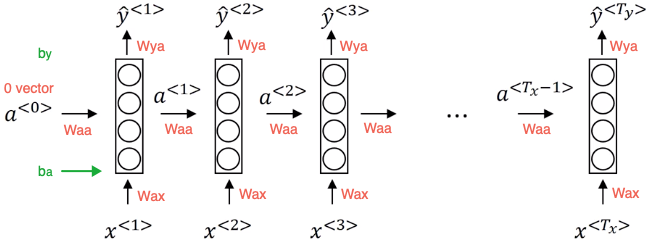 ŷ<1> ŷ<2> ŷ<3> ŷ<Ty>
by Wya Wya Wya Wya
0 vector
a<0> a<1> a<2> ... a<Tx−1>
Waa Waa Waa Waa Waa
ba
Wax Wax Wax Wax
x<1> x<2> x<3> x<Tx>